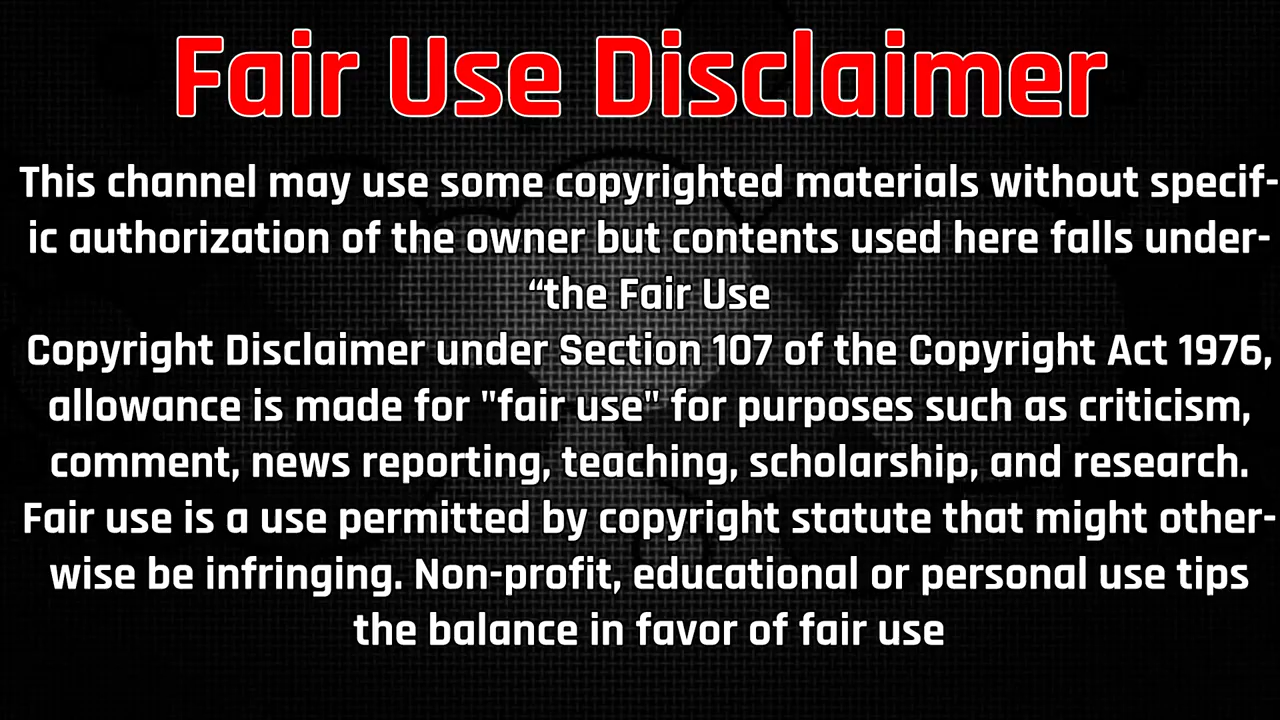 Fair Use Disclaimer
This channel may use some copyrighted materials without specif-
ic authorization of the owner but contents used here falls under-
“the Fair Use
Copyright Disclaimer under Section 107 of the Copyright Act 1976,
allowance is made for "fair use" for purposes such as criticism,
comment, news reporting, teaching, scholarship, and research.
Fair use is a use permitted by copyright statute that might other-
wise be infringing. Non-profit, educational or personal use tips
the balance in favor of fair use